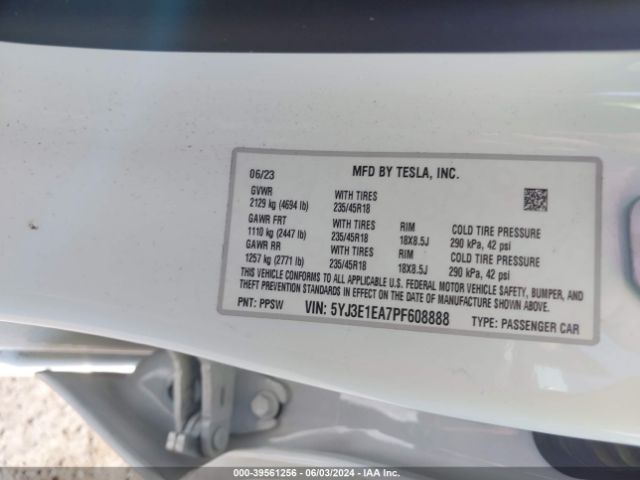 06/23 MFD BY TESLA, INC.
GVWR WITH TIRES
2129 kg (4694 lb) 235/45R18
GAWR FRT WITH TIRES RIM COLD TIRE PRESSURE
1110 kg (2447 lb) 235/45R18 18X8.5J 290 kPa, 42 psi
GAWR RR WITH TIRES RIM COLD TIRE PRESSURE
1257 kg (2771 lb) 235/45R18 18X8.5J 290 kPa, 42 psi
THIS VEHICLE CONFORMS TO ALL APPLICABLE U.S. FEDERAL MOTOR VEHICLE SAFETY, BUMPER, AND
THEFT PREVENTION STANDARDS IN EFFECT ON THE DATE OF MANUFACTURE SHOWN ABOVE.
PNT: PPSW VIN: 5YJ3E1EA7PF608888 TYPE: PASSENGER CAR
000-39561256 - 06/03/2024 - IAA Inc.